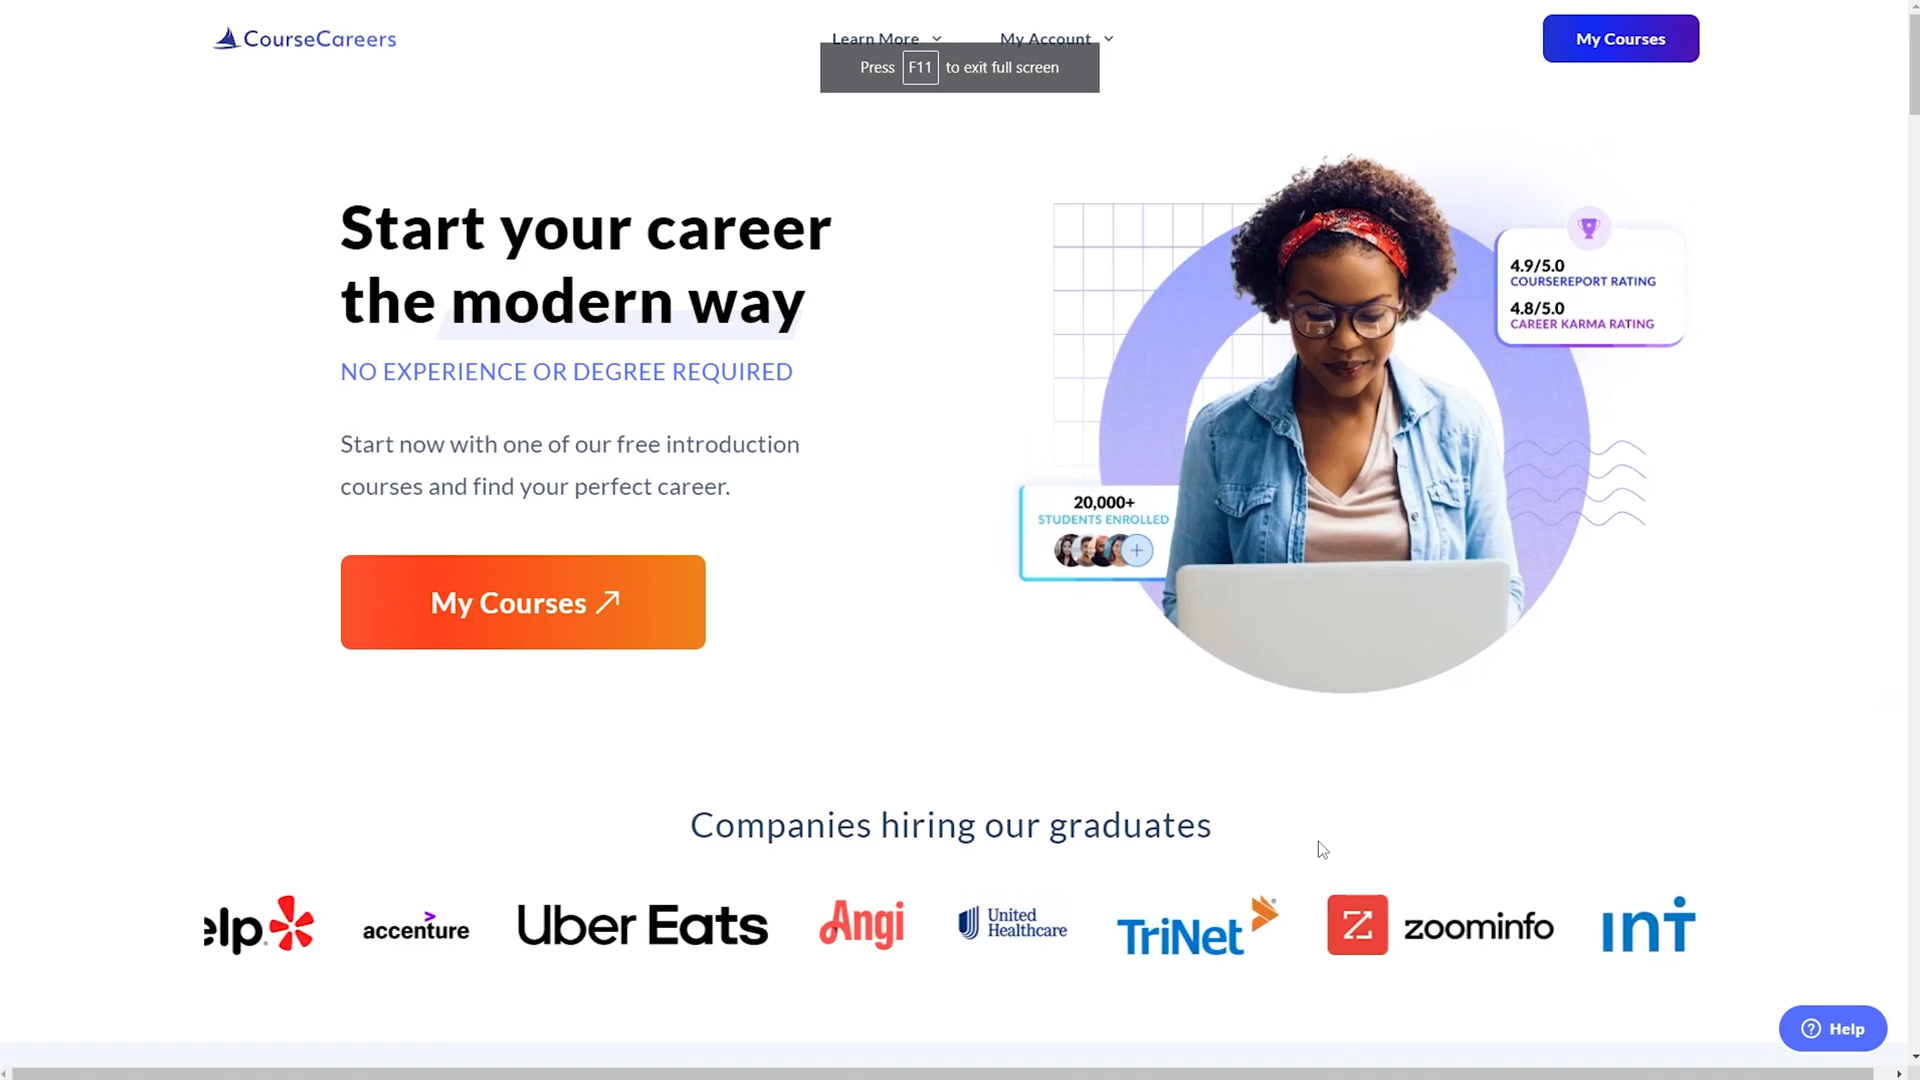 CourseCareers
Learn More
My Account
My Courses
Press F11 to exit full screen
Start your career
the modern way
NO EXPERIENCE OR DEGREE REQUIRED
Start now with one of our free introduction
courses and find your perfect career.
My Courses
4.9/5.0
COURSEREPORT RATING
4.8/5.0
CAREER KARMA RATING
20,000+
STUDENTS ENROLLED
Companies hiring our graduates
elp
accenture
Uber Eats
Angi
United
Healthcare
TriNet
zoominfo
int
Help